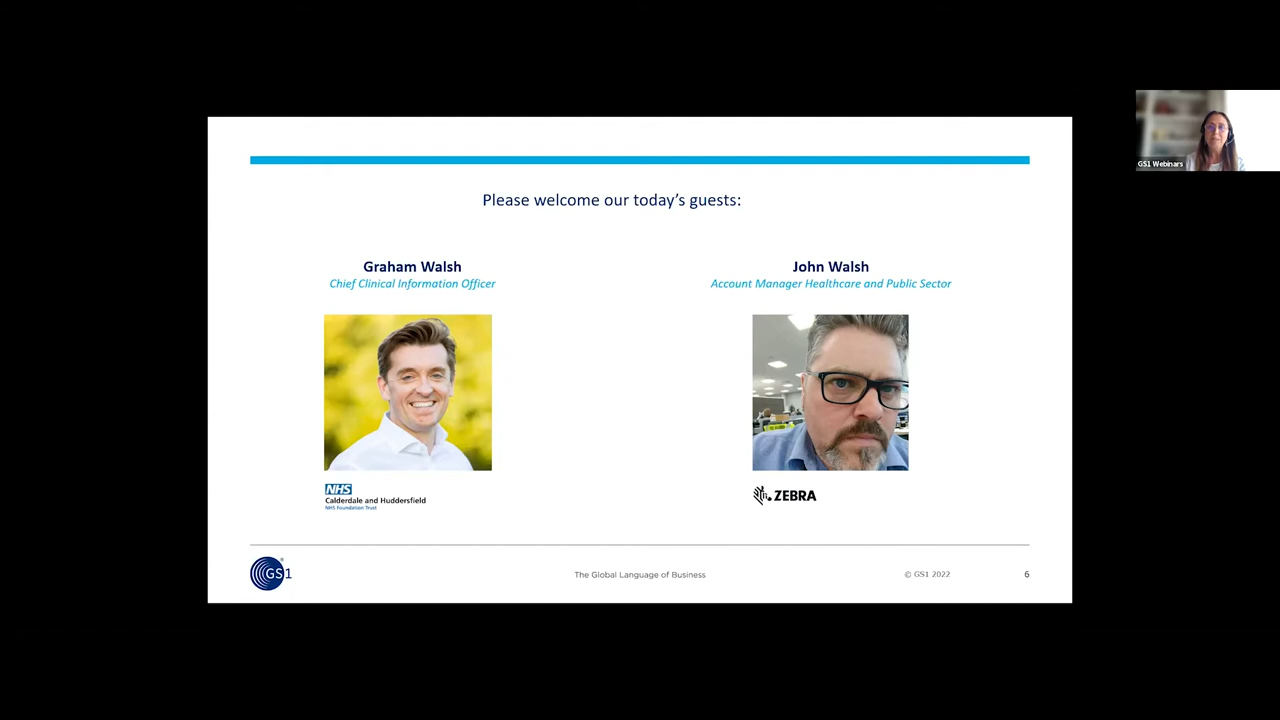 Please welcome our today's guests:
Graham Walsh
Chief Clinical Information Officer
John Walsh
Account Manager Healthcare and Public Sector
NHS
Calderdale and Huddersfield
NHS Foundation Trust
ZEBRA
GS1
The Global Language of Business
© GS1 2022
6
GS1 Webinars